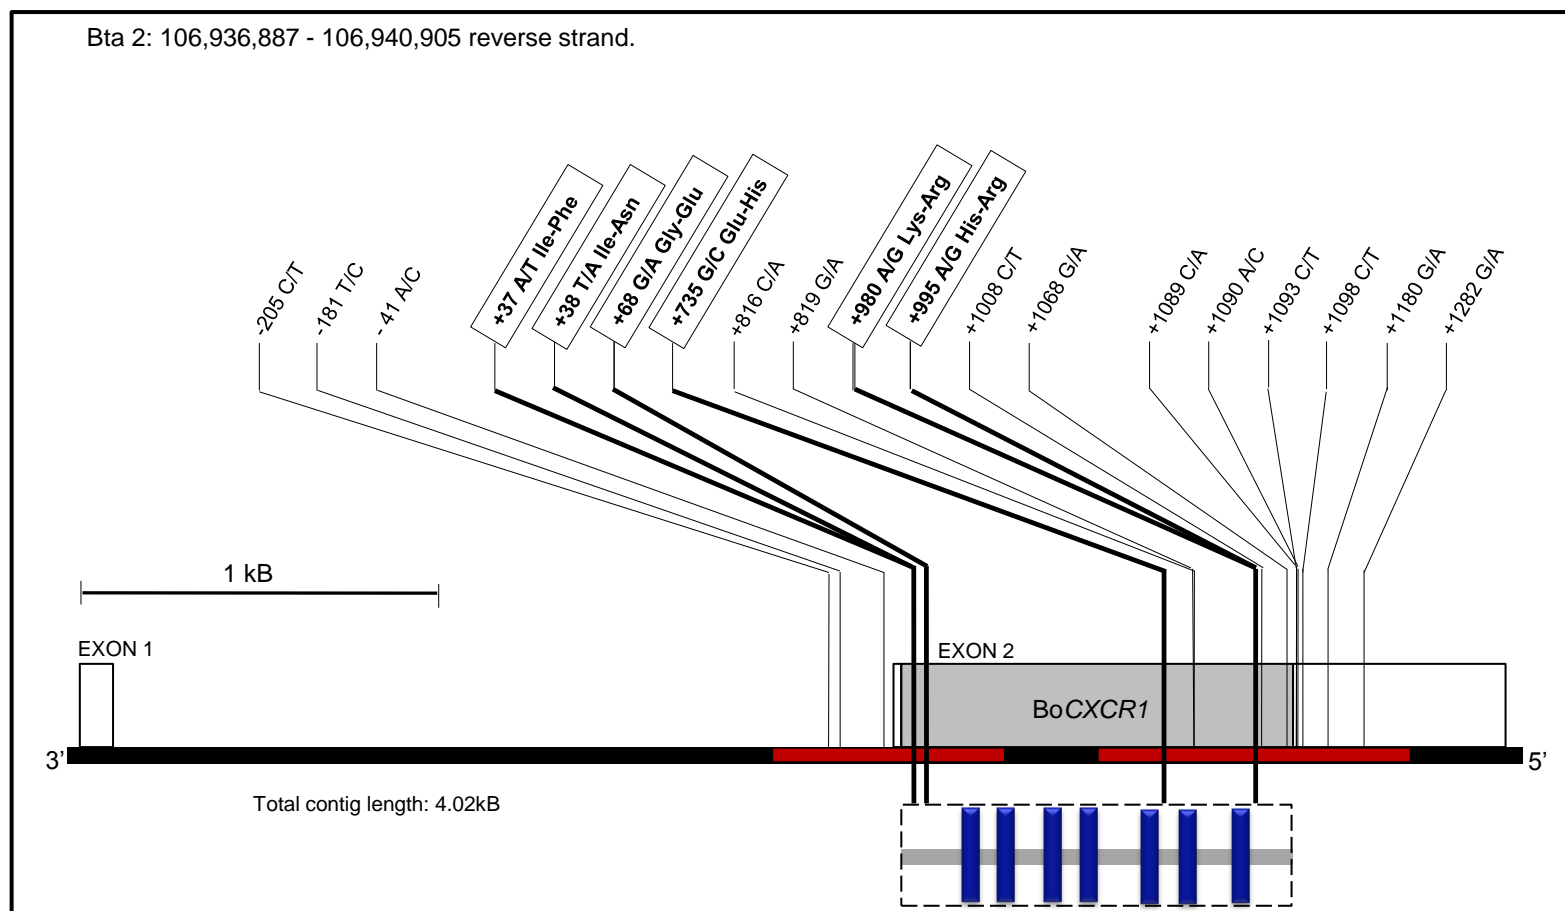 Bta 2: 106,936,887 - 106,940,905 reverse strand.
-205 C/T
-181 T/C
- 41 A/C
+37 A/T Ile-Phe
+38 T/A Ile-Asn
+68 G/A Gly-Glu
+735 G/C Glu-His
+816 C/A
+819 G/A
+980 A/G Lys-Arg
+995 A/G His-Arg
+1008 C/T
+1068 G/A
+1089 C/A
+1090 A/C
+1093 C/T
+1098 C/T
+1180 G/A
+1282 G/A
1 kB
EXON 1
EXON 2
BoCXCR1
3’
5’
Total contig length: 4.02kB